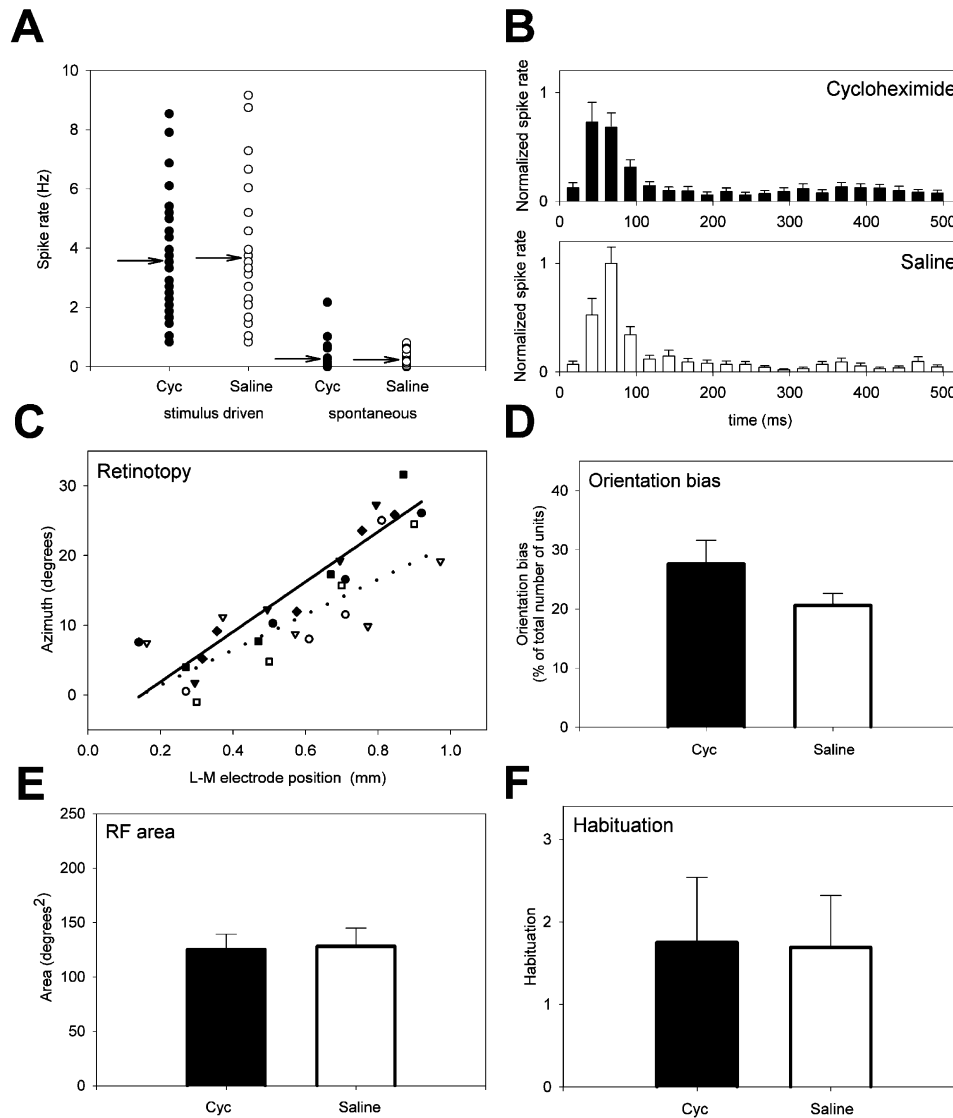 A
Spike rate (Hz)
10
8
6
4
2
0
Cyc
Saline
Cyc
Saline
stimulus driven
spontaneous
B
Normalized spike rate
1
0
Cycloheximide
0
100
200
300
400
500
Normalized spike rate
1
0
Saline
0
100
200
300
400
500
time (ms)
C
Retinotopy
Azimuth (degrees)
30
20
10
0
0.0
0.2
0.4
0.6
0.8
1.0
L-M electrode position (mm)
D
Orientation bias
Orientation bias
(% of total number of units)
40
30
20
10
0
Cyc
Saline
E
RF area
Area (degrees2)
250
200
150
100
50
0
Cyc
Saline
F
Habituation
Habituation
3
2
1
0
Cyc
Saline